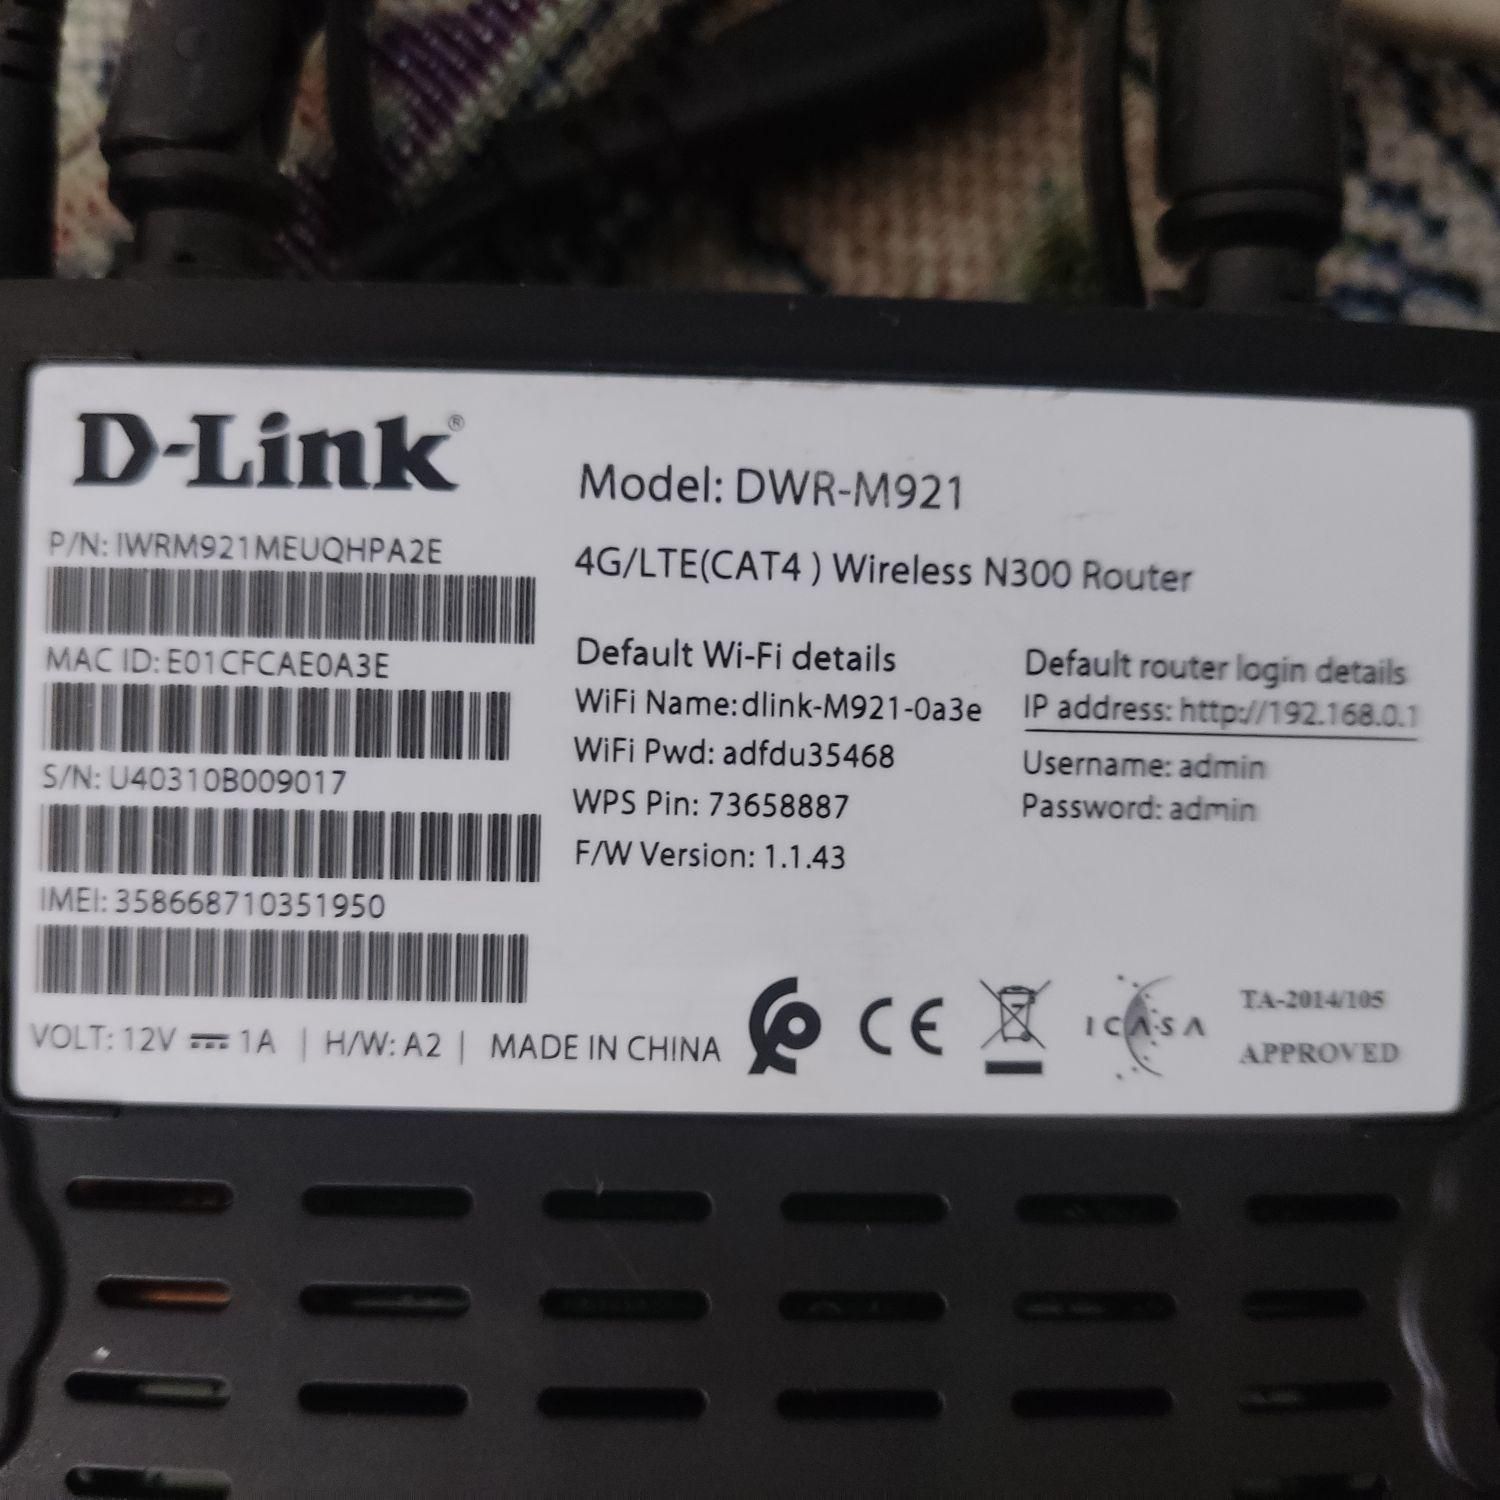 D-Link®
P/N: IWRM921MEUQHPA2E
MAC ID: E01CFCAE0A3E
S/N: U40310B009017
IMEI: 358668710351950
VOLT: 12V ⎓ 1A | H/W: A2 | MADE IN CHINA
Model: DWR-M921
4G/LTE(CAT4 ) Wireless N300 Router
Default Wi-Fi details
WiFi Name: dlink-M921-0a3e
WiFi Pwd: adfdu35468
WPS Pin: 73658887
F/W Version: 1.1.43
Default router login details
IP address: http://192.168.0.1
Username: admin
Password: admin
CE
ICASA
TA-2014/105
APPROVED